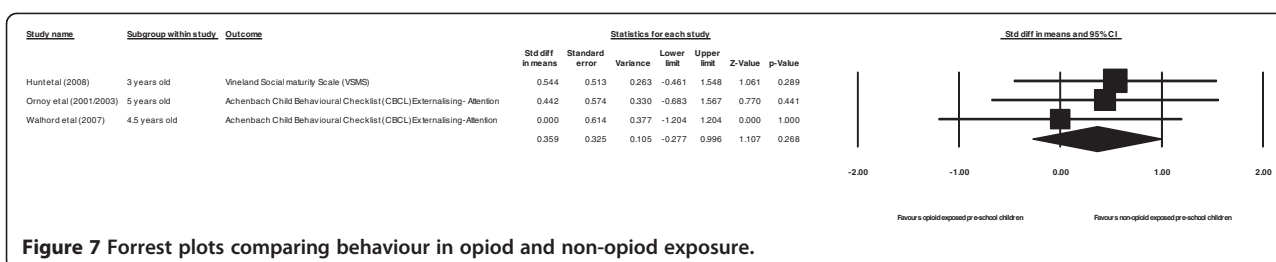 Study name Subgroup within study Outcome Statistics for each study Std diff in means and 95% CI
Std diff in means Standard error Variance Lower limit Upper limit Z-Value p-Value
Hunt et al (2008) 3 years old Vineland Social maturity Scale (VSMS) 0.544 0.513 0.263 -0.461 1.548 1.061 0.289
Ornoy et al (2001/2003) 5 years old Achenbach Child Behavioural Checklist (CBCL) Externalising- Attention 0.442 0.574 0.330 -0.683 1.567 0.770 0.441
Walhord et al (2007) 4.5 years old Achenbach Child Behavioural Checklist (CBCL) Externalising-Attention 0.000 0.614 0.377 -1.204 1.204 0.000 1.000
0.359 0.325 0.105 -0.277 0.996 1.107 0.268
-2.00 -1.00 0.00 1.00 2.00
Favours opioid exposed pre-school children Favours non-opioid exposed pre-school children
Figure 7 Forrest plots comparing behaviour in opiod and non-opiod exposure.